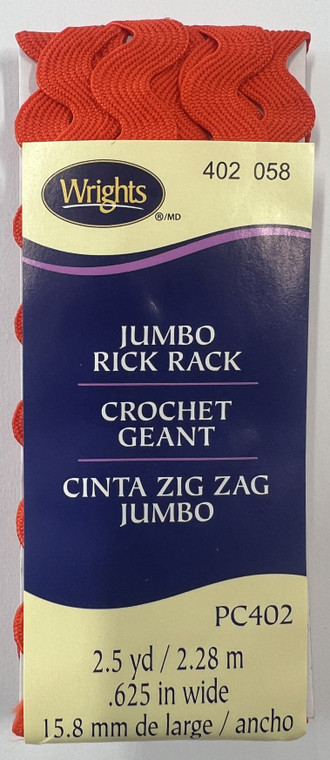 Wrights
®/MD
402 058
JUMBO
RICK RACK
CROCHET
GEANT
CINTA ZIG ZAG
JUMBO
PC402
2.5 yd / 2.28 m
.625 in wide
15.8 mm de large / ancho